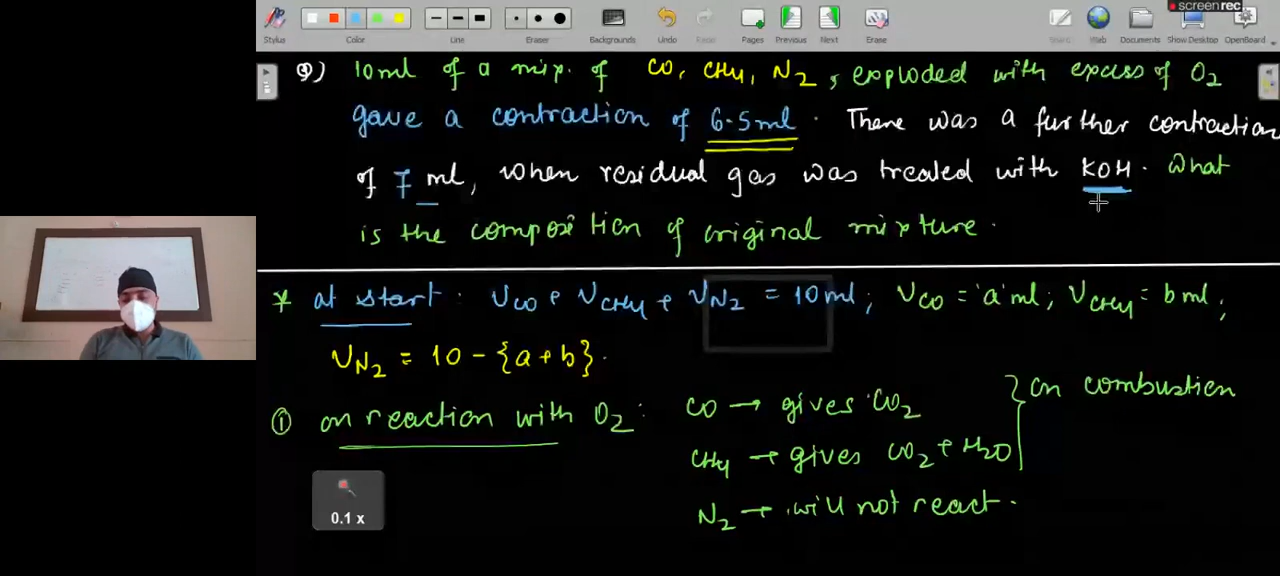 screenrec
Stylus Color Line Eraser Backgrounds Undo Redo Pages Previous Next Erase Web Documents Show Desktop OpenBoard
Q) 10ml of a mix. of CO, CH4, N2, exploded with excess of O2
gave a contraction of 6.5ml. There was a further contraction
of 7 ml, when residual gas was treated with KOH. What
is the composition of original mixture.
* at start: VCO + VCH4 + VN2 = 10ml; VCO = 'a' ml; VCH4 = b ml;
VN2 = 10 - {a+b}.
① on reaction with O2: CO → gives CO2 } on combustion
CH4 → gives CO2 + H2O
N2 → will not react.
0.1 x